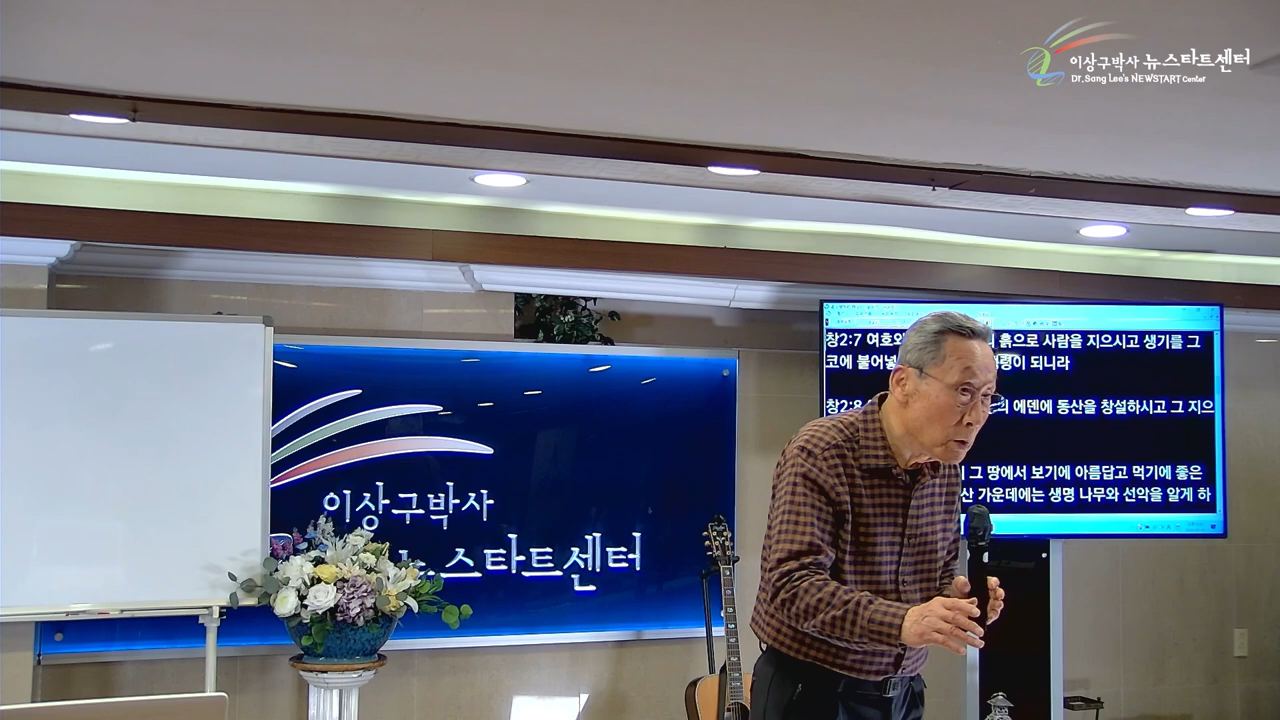 이상구박사 뉴스타트센터
Dr. Sang Lee's NEWSTART Center
창2:7 여호와 흙으로 사람을 지으시고 생기를 그
코에 불어넣 령이 되니라
창2:8 에덴에 동산을 창설하시고 그 지으
그 땅에서 보기에 아름답고 먹기에 좋은
가운데에는 생명 나무와 선악을 알게 하
이상구박사
뉴스타트센터